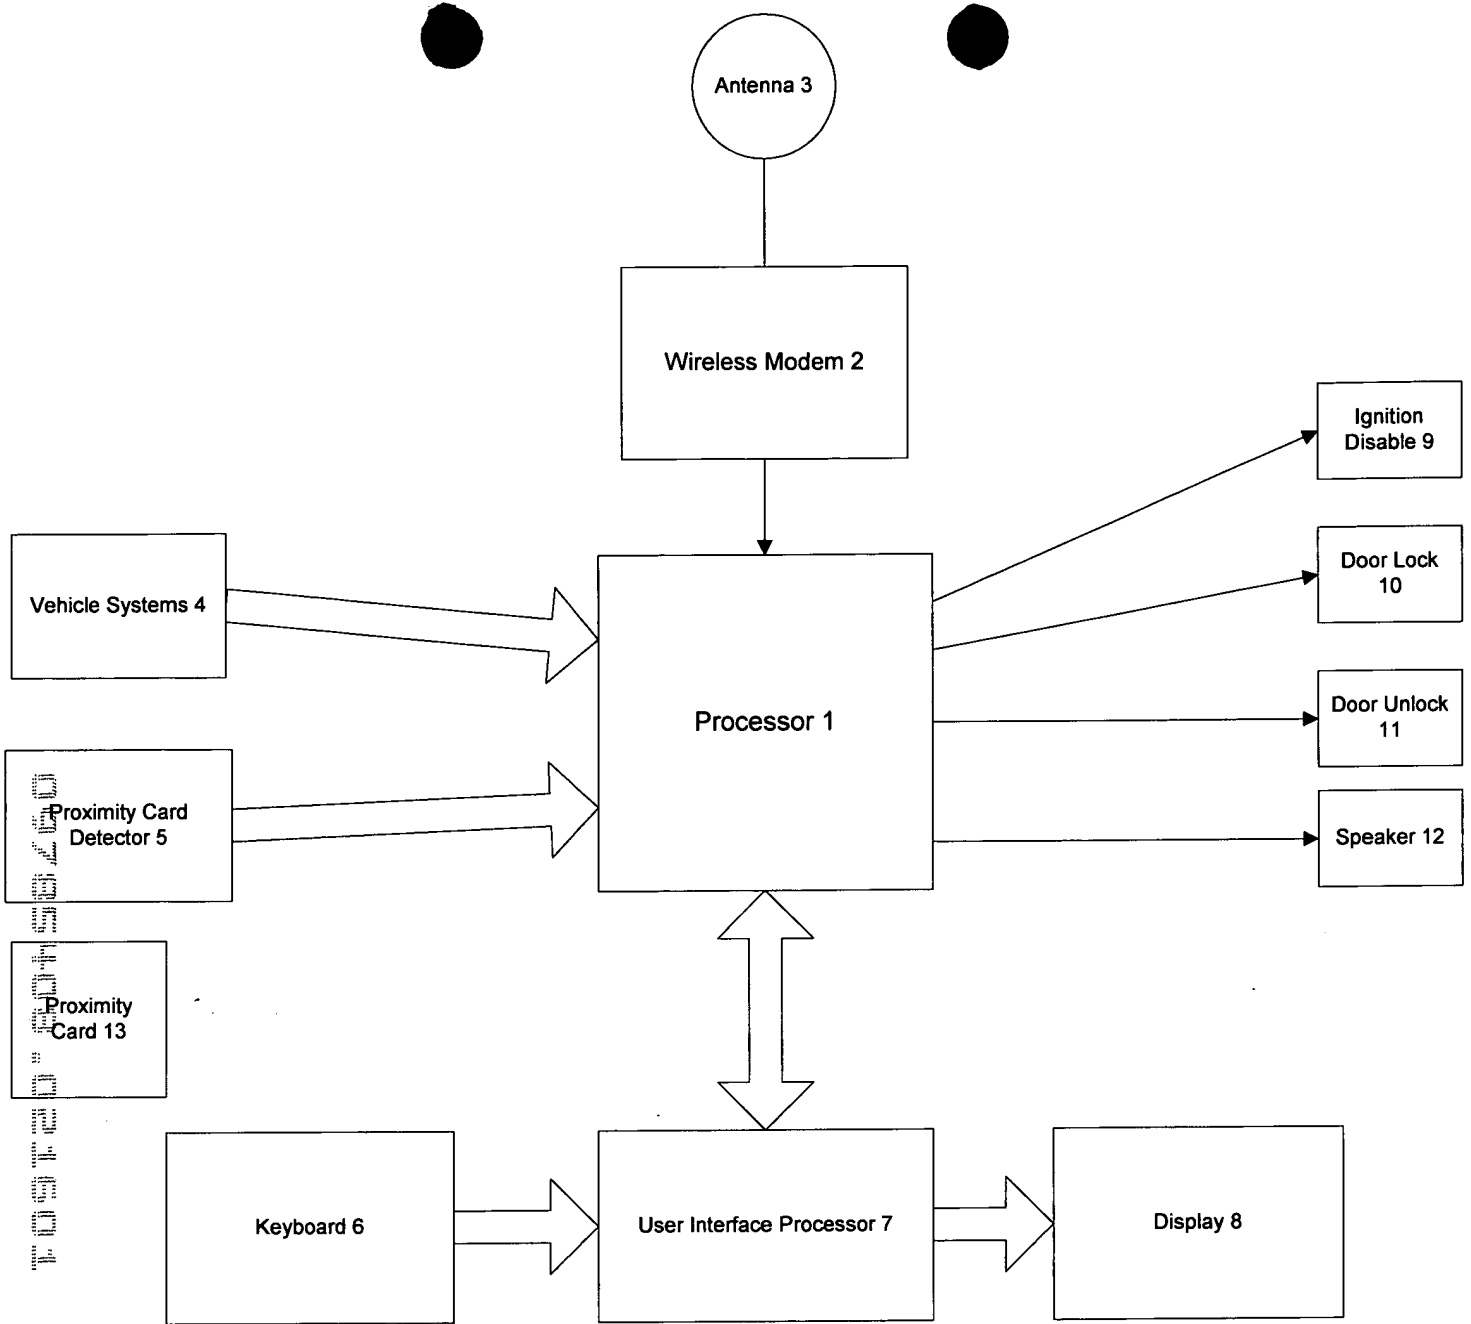 Antenna 3
Wireless Modem 2
Ignition
Disable 9
Door Lock
10
Vehicle Systems 4
Processor 1
Door Unlock
11
Proximity Card
Detector 5
Speaker 12
Proximity
Card 13
Keyboard 6
User Interface Processor 7
Display 8